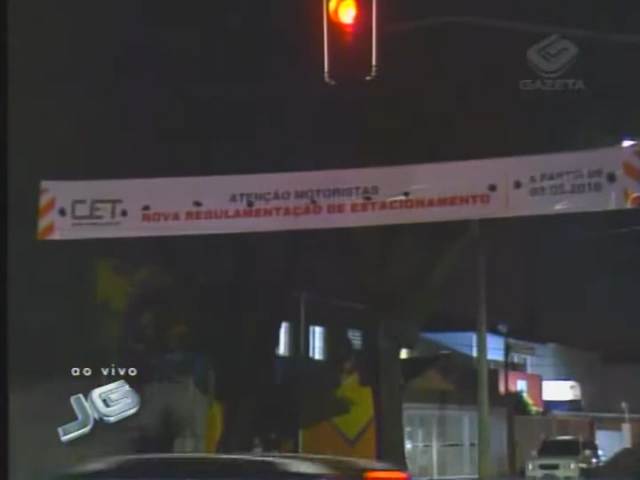 GAZETA
CET
ATENÇÃO MOTORISTAS
NOVA REGULAMENTAÇÃO DE ESTACIONAMENTO
A PARTIR DE
ao vivo
JG